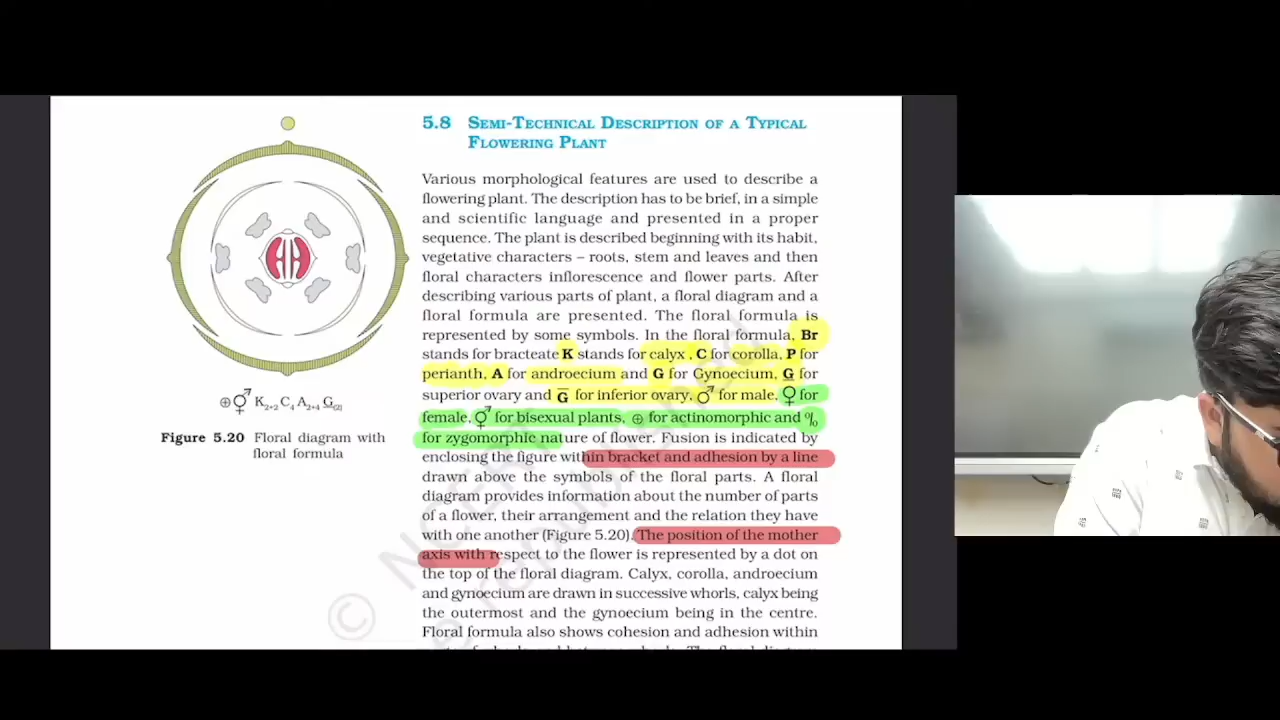 5.8 SEMI-TECHNICAL DESCRIPTION OF A TYPICAL
FLOWERING PLANT
Various morphological features are used to describe a
flowering plant. The description has to be brief, in a simple
and scientific language and presented in a proper
sequence. The plant is described beginning with its habit,
vegetative characters – roots, stem and leaves and then
floral characters inflorescence and flower parts. After
describing various parts of plant, a floral diagram and a
floral formula are presented. The floral formula is
represented by some symbols. In the floral formula, Br
stands for bracteate K stands for calyx , C for corolla, P for
perianth, A for androecium and G for Gynoecium, G̲ for
superior ovary and G̅ for inferior ovary, ♂ for male, ♀ for
female, ⚥ for bisexual plants, ⊕ for actinomorphic and %
for zygomorphic nature of flower. Fusion is indicated by
enclosing the figure within bracket and adhesion by a line
drawn above the symbols of the floral parts. A floral
diagram provides information about the number of parts
of a flower, their arrangement and the relation they have
with one another (Figure 5.20). The position of the mother
axis with respect to the flower is represented by a dot on
the top of the floral diagram. Calyx, corolla, androecium
and gynoecium are drawn in successive whorls, calyx being
the outermost and the gynoecium being in the centre.
Floral formula also shows cohesion and adhesion within
⊕ ⚥ K₂₊₂ C₄ A₂₊₄ G̲₍₂₎
Figure 5.20 Floral diagram with
floral formula
© NCERT
republished